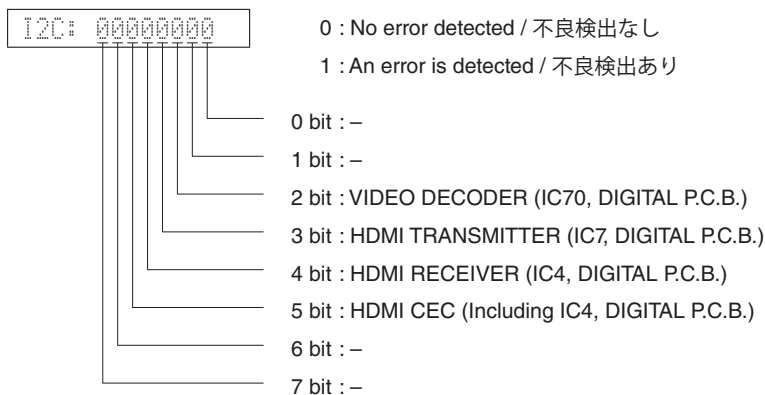 I2C: 00000000
0 : No error detected / 不良検出なし
1 : An error is detected / 不良検出あり
0 bit : –
1 bit : –
2 bit : VIDEO DECODER (IC70, DIGITAL P.C.B.)
3 bit : HDMI TRANSMITTER (IC7, DIGITAL P.C.B.)
4 bit : HDMI RECEIVER (IC4, DIGITAL P.C.B.)
5 bit : HDMI CEC (Including IC4, DIGITAL P.C.B.)
6 bit : –
7 bit : –